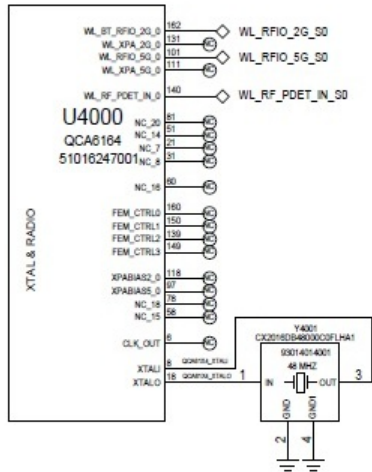 WL_BT_RFIO_2G_0 162 WL_RFIO_2G_S0
WL_XPA_2G_0 131 NC
WL_RFIO_5G_0 101 WL_RFIO_5G_S0
WL_XPA_5G_0 111 NC
WL_RF_PDET_IN_0 140 WL_RF_PDET_IN_S0
U4000
QCA6164
51016247001
NC_20 81 NC
NC_14 51 NC
NC_7 21 NC
NC_8 31 NC
NC_16 60 NC
FEM_CTRL0 160 NC
FEM_CTRL1 150 NC
FEM_CTRL2 139 NC
FEM_CTRL3 149 NC
XPABIAS2_0 118 NC
XPABIAS5_0 97 NC
NC_18 78 NC
NC_15 58 NC
CLK_OUT 6 NC
XTALI 8
XTALO 18
XTAL & RADIO
Y4001
CX2016DB48000C0FLHA1
93014014001
48 MHZ
1 IN OUT 3
GND GND1
2 4